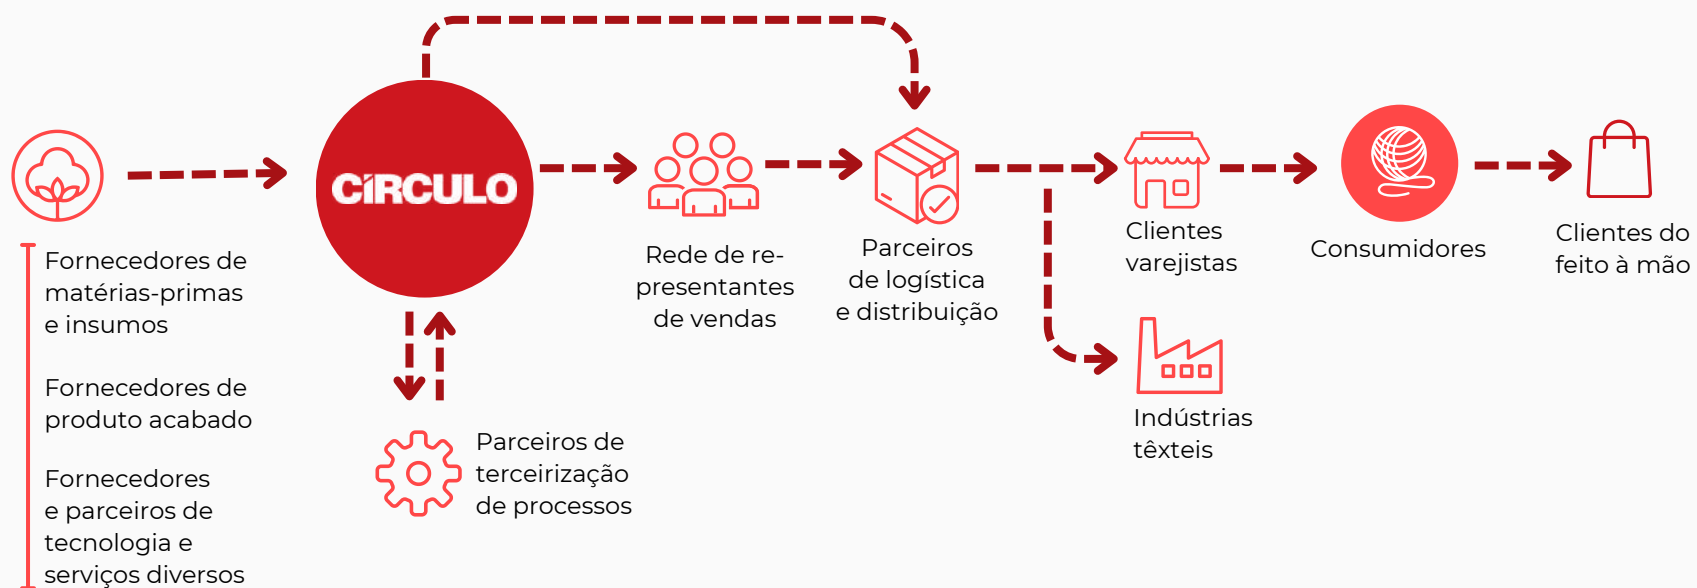 CÍRCULO
Fornecedores de
matérias-primas
e insumos
Fornecedores de
produto acabado
Fornecedores
e parceiros de
tecnologia e
serviços diversos
Parceiros de
terceirização
de processos
Rede de re-
presentantes
de vendas
Parceiros
de logística
e distribuição
Clientes
varejistas
Indústrias
têxteis
Consumidores
Clientes do
feito à mão